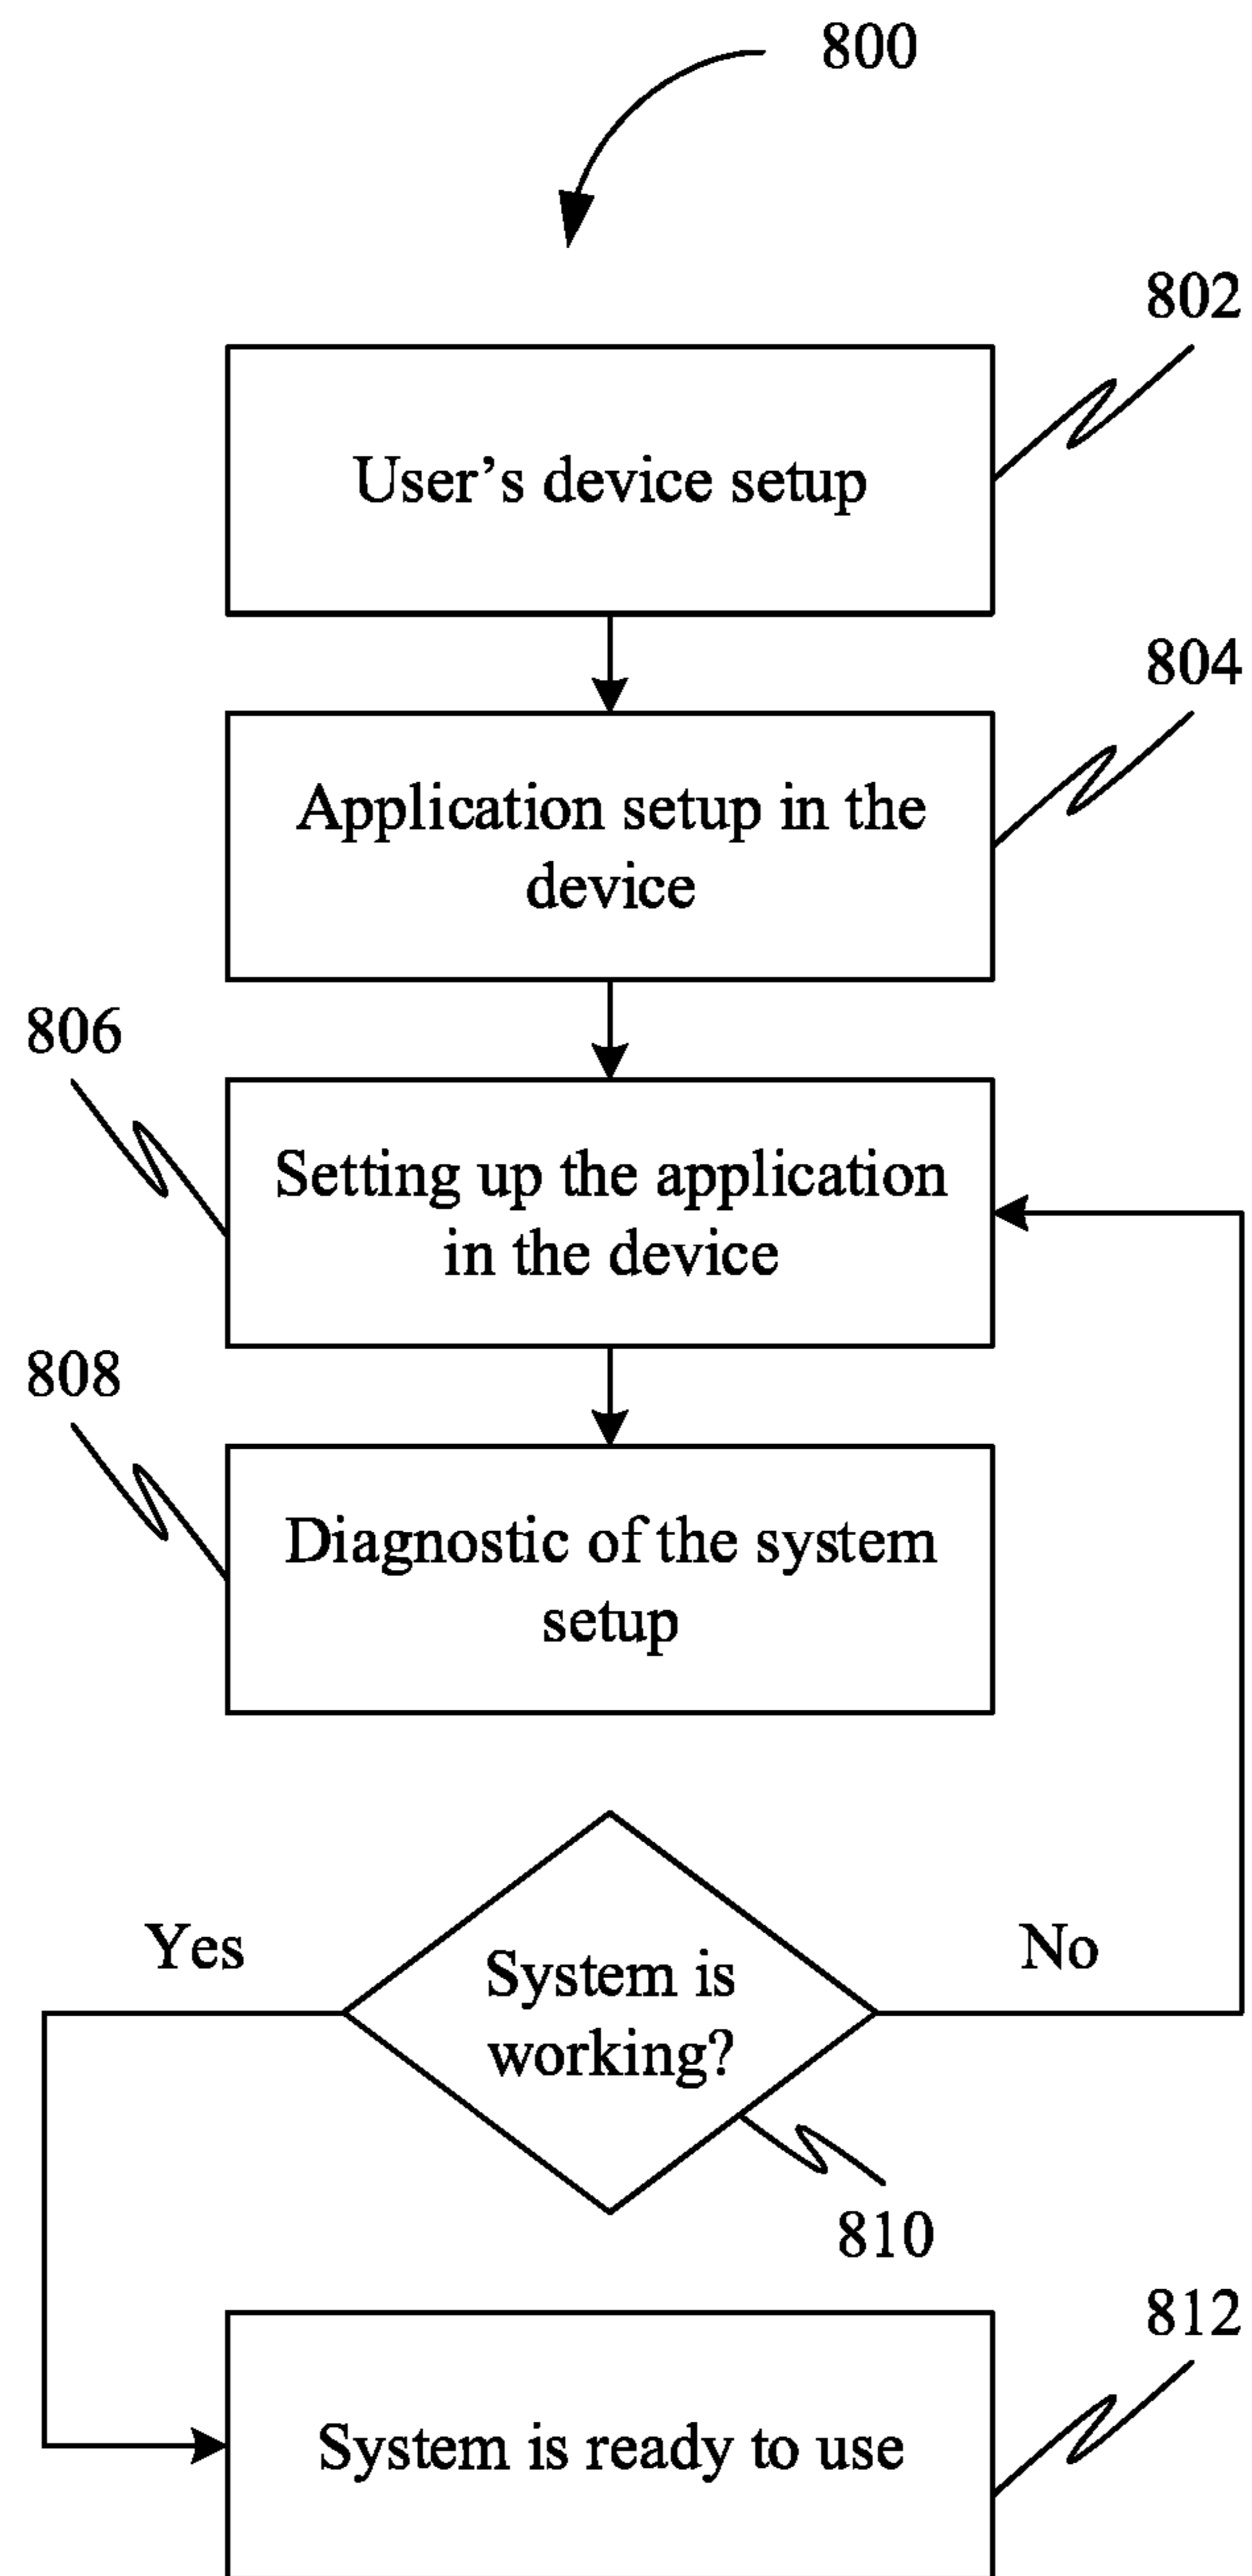 800
802
User’s device setup
804
Application setup in the
device
806
Setting up the application
in the device
808
Diagnostic of the system
setup
Yes
No
System is
working?
810
812
System is ready to use